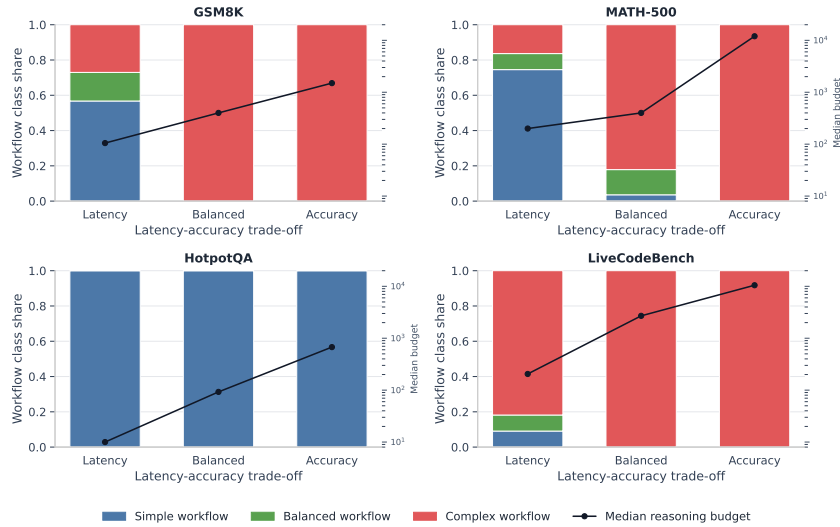 GSM8K
Workflow class share
1.0
0.8
0.6
0.4
0.2
0.0
Latency
Balanced
Accuracy
Latency-accuracy trade-off
MATH-500
Workflow class share
1.0
0.8
0.6
0.4
0.2
0.0
Latency
Balanced
Accuracy
Latency-accuracy trade-off
10⁴
10³
10²
10¹
Median budget
HotpotQA
Workflow class share
1.0
0.8
0.6
0.4
0.2
0.0
Latency
Balanced
Accuracy
Latency-accuracy trade-off
10⁴
10³
10²
10¹
Median budget
LiveCodeBench
Workflow class share
1.0
0.8
0.6
0.4
0.2
0.0
Latency
Balanced
Accuracy
Latency-accuracy trade-off
Simple workflow
Balanced workflow
Complex workflow
Median reasoning budget